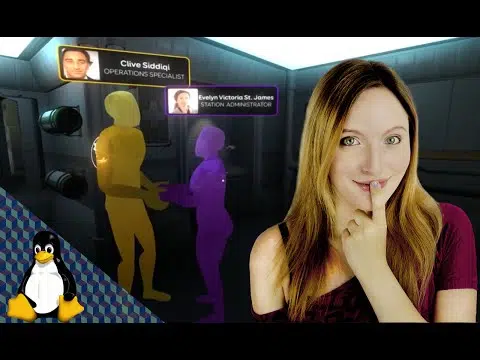 Clive Siddiqi
OPERATIONS SPECIALIST
Evelyn Victoria St. James
STATION ADMINISTRATOR